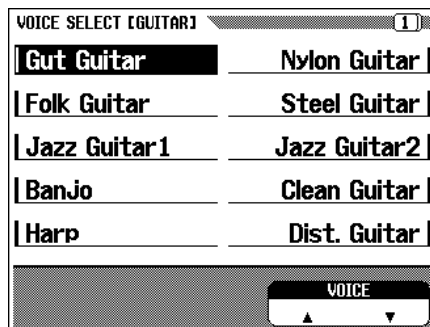 VOICE SELECT [GUITAR] 1
Gut Guitar Nylon Guitar
Folk Guitar Steel Guitar
Jazz Guitar1 Jazz Guitar2
Banjo Clean Guitar
Harp Dist. Guitar
VOICE
▲ ▼